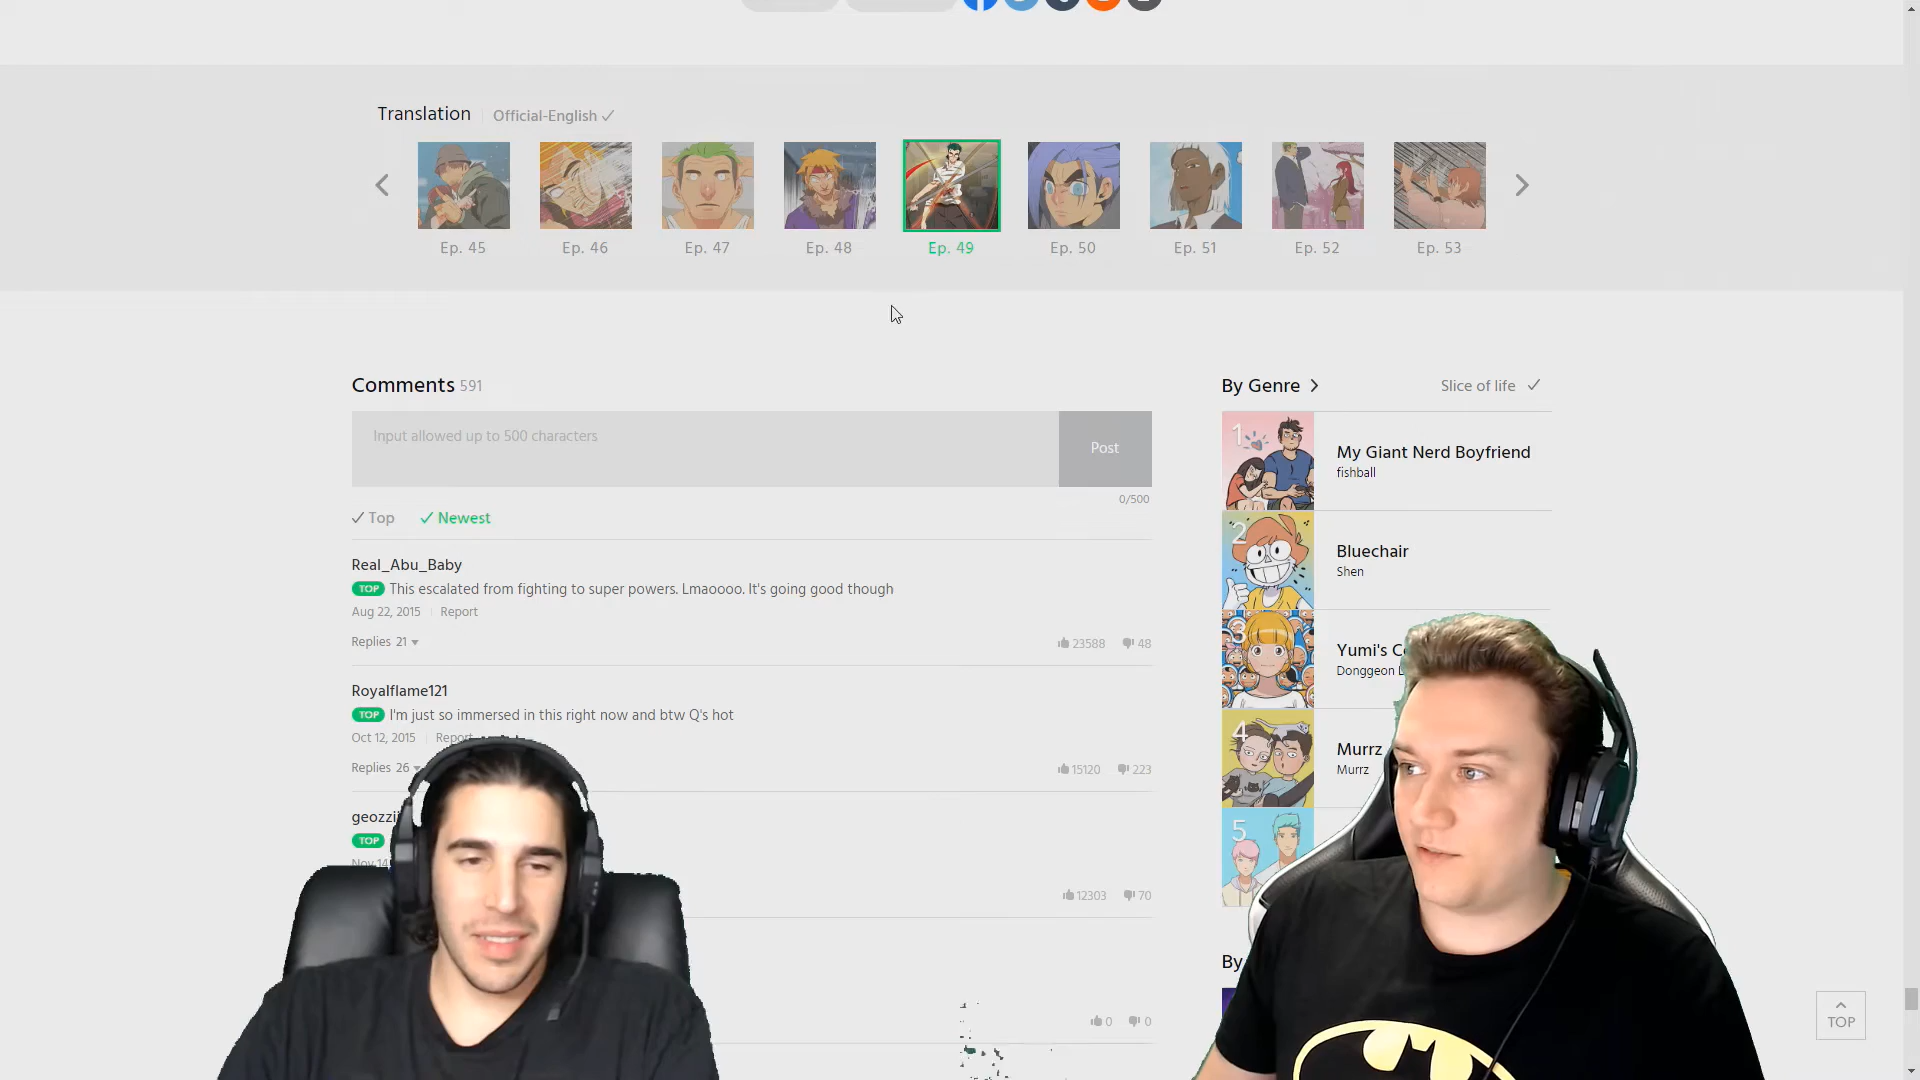 Translation
Official-English
Ep. 45
Ep. 46
Ep. 47
Ep. 48
Ep. 49
Ep. 50
Ep. 51
Ep. 52
Ep. 53
Comments 591
Input allowed up to 500 characters
Post
0/500
Top
Newest
Real_Abu_Baby
TOP This escalated from fighting to super powers. Lmaoooo. It's going good though
Aug 22, 2015 Report
Replies 21
23588 48
Royalflame121
TOP I'm just so immersed in this right now and btw Q's hot
Oct 12, 2015 Report
Replies 26
15120 223
TOP
Nov 14
12303 70
0 0
By Genre
Slice of life
1
My Giant Nerd Boyfriend
fishball
2
Bluechair
Shen
3
Yumi's
Donggeon
4
Murrz
Murrz
5
By
TOP